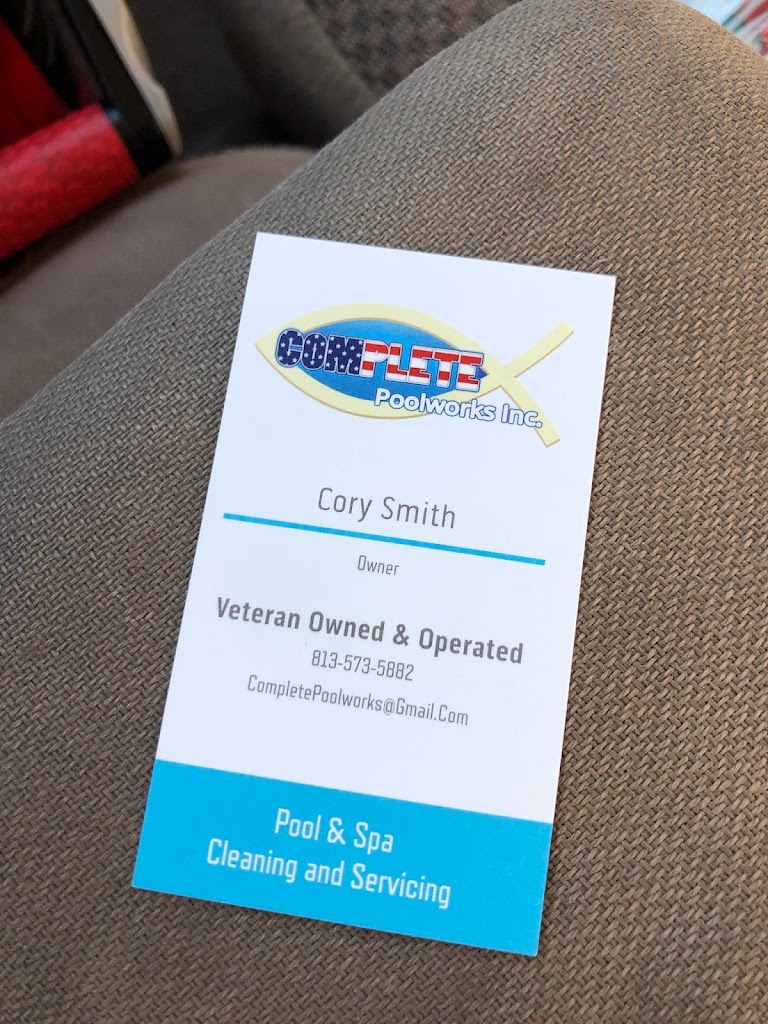 COMPLETE
Poolworks Inc.
Cory Smith
Owner
Veteran Owned & Operated
813-573-5882
CompletePoolworks@Gmail.Com
Pool & Spa
Cleaning and Servicing